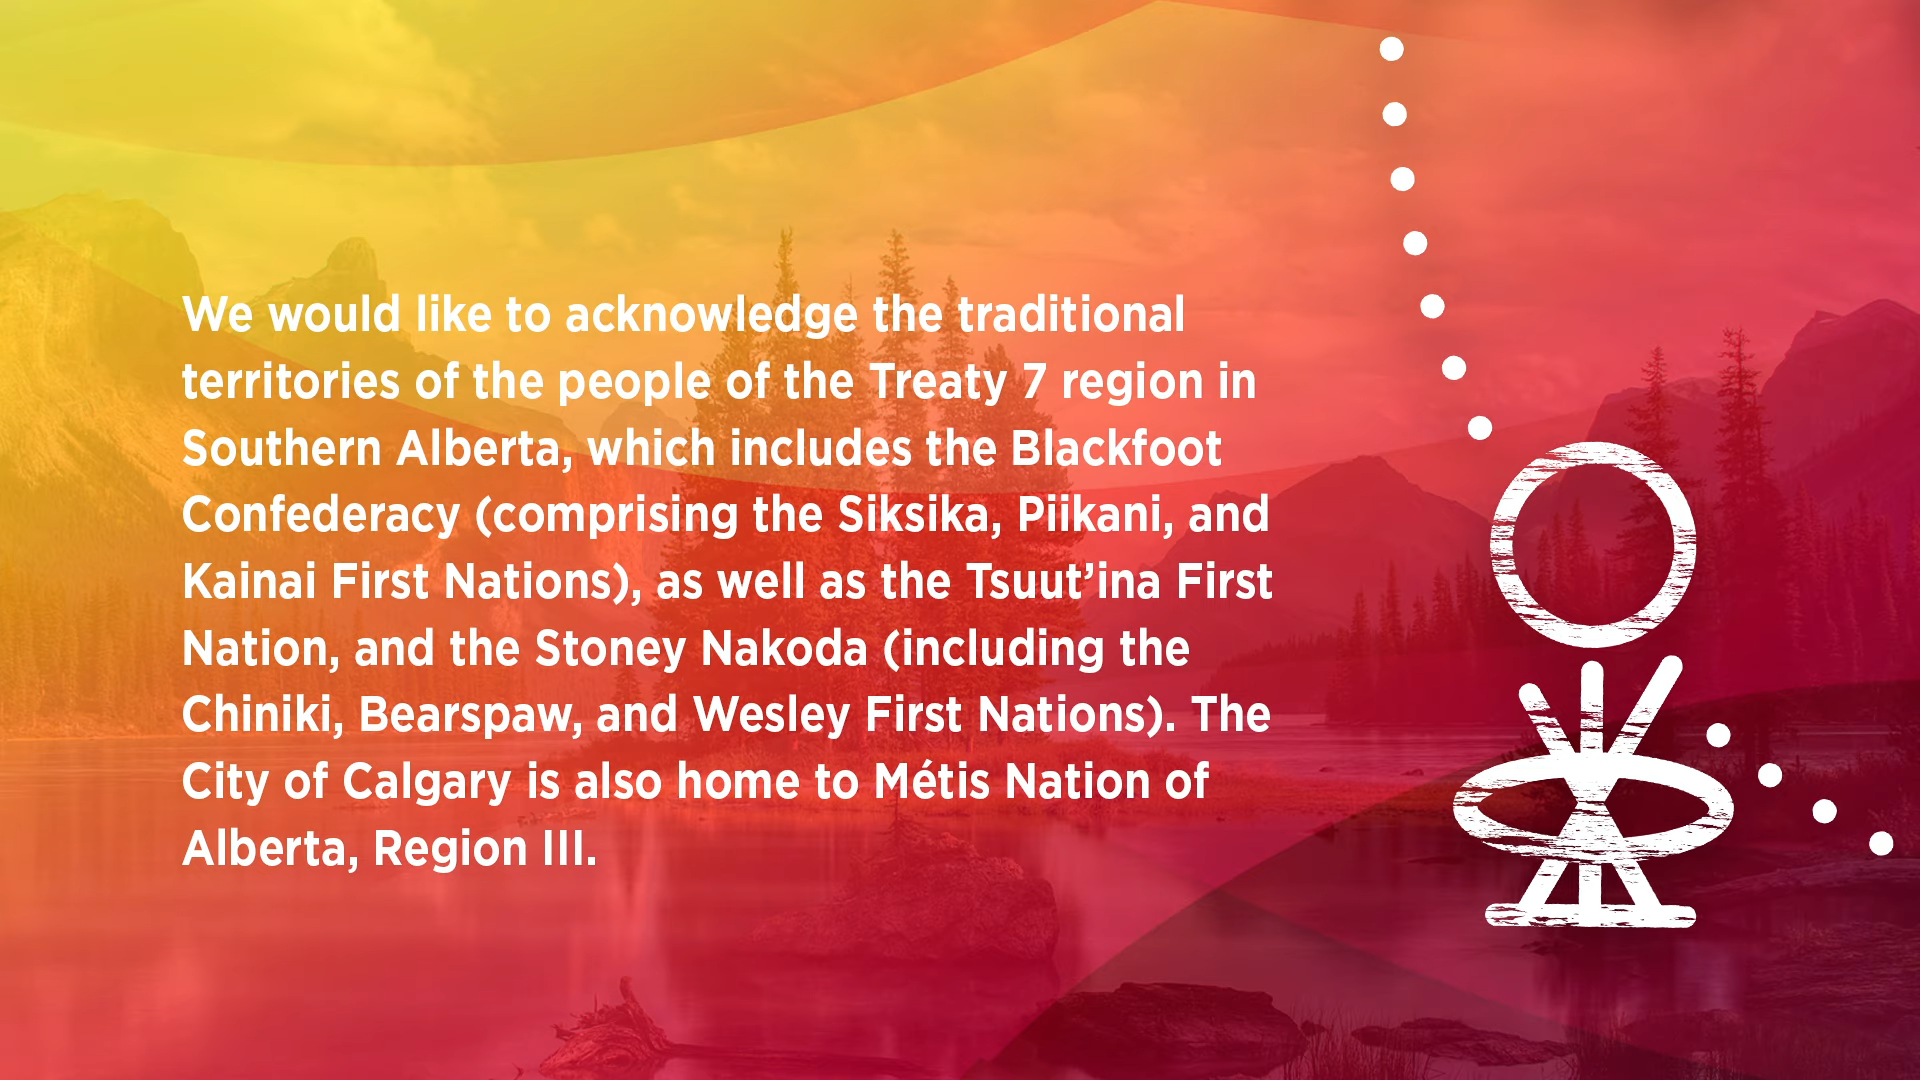 We would like to acknowledge the traditional
territories of the people of the Treaty 7 region in
Southern Alberta, which includes the Blackfoot
Confederacy (comprising the Siksika, Piikani, and
Kainai First Nations), as well as the Tsuut’ina First
Nation, and the Stoney Nakoda (including the
Chiniki, Bearspaw, and Wesley First Nations). The
City of Calgary is also home to Métis Nation of
Alberta, Region III.